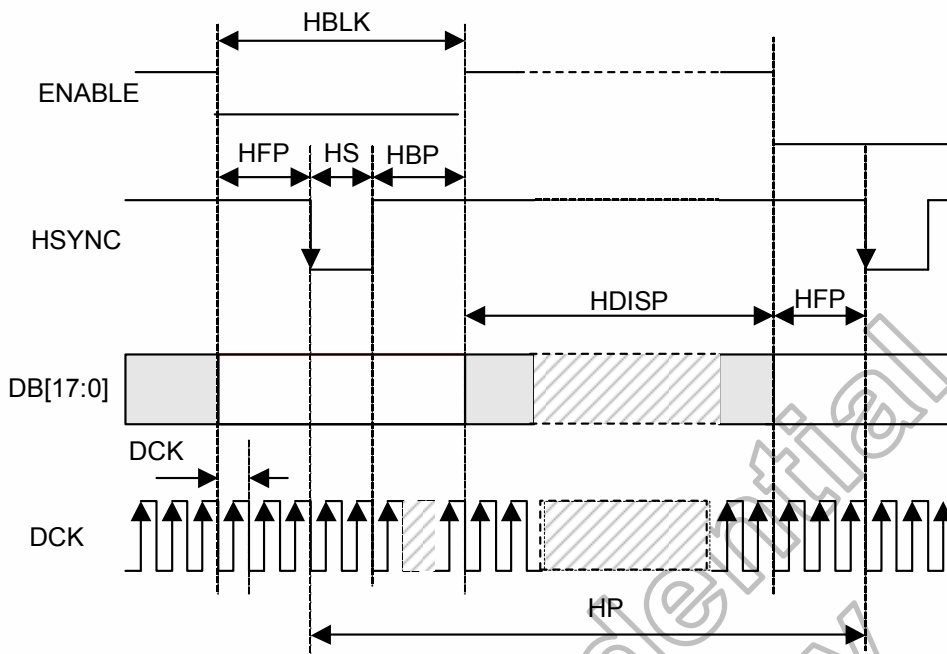 HBLK
ENABLE
HFP HS HBP
HSYNC
HDISP HFP
DB[17:0]
DCK
DCK
HP